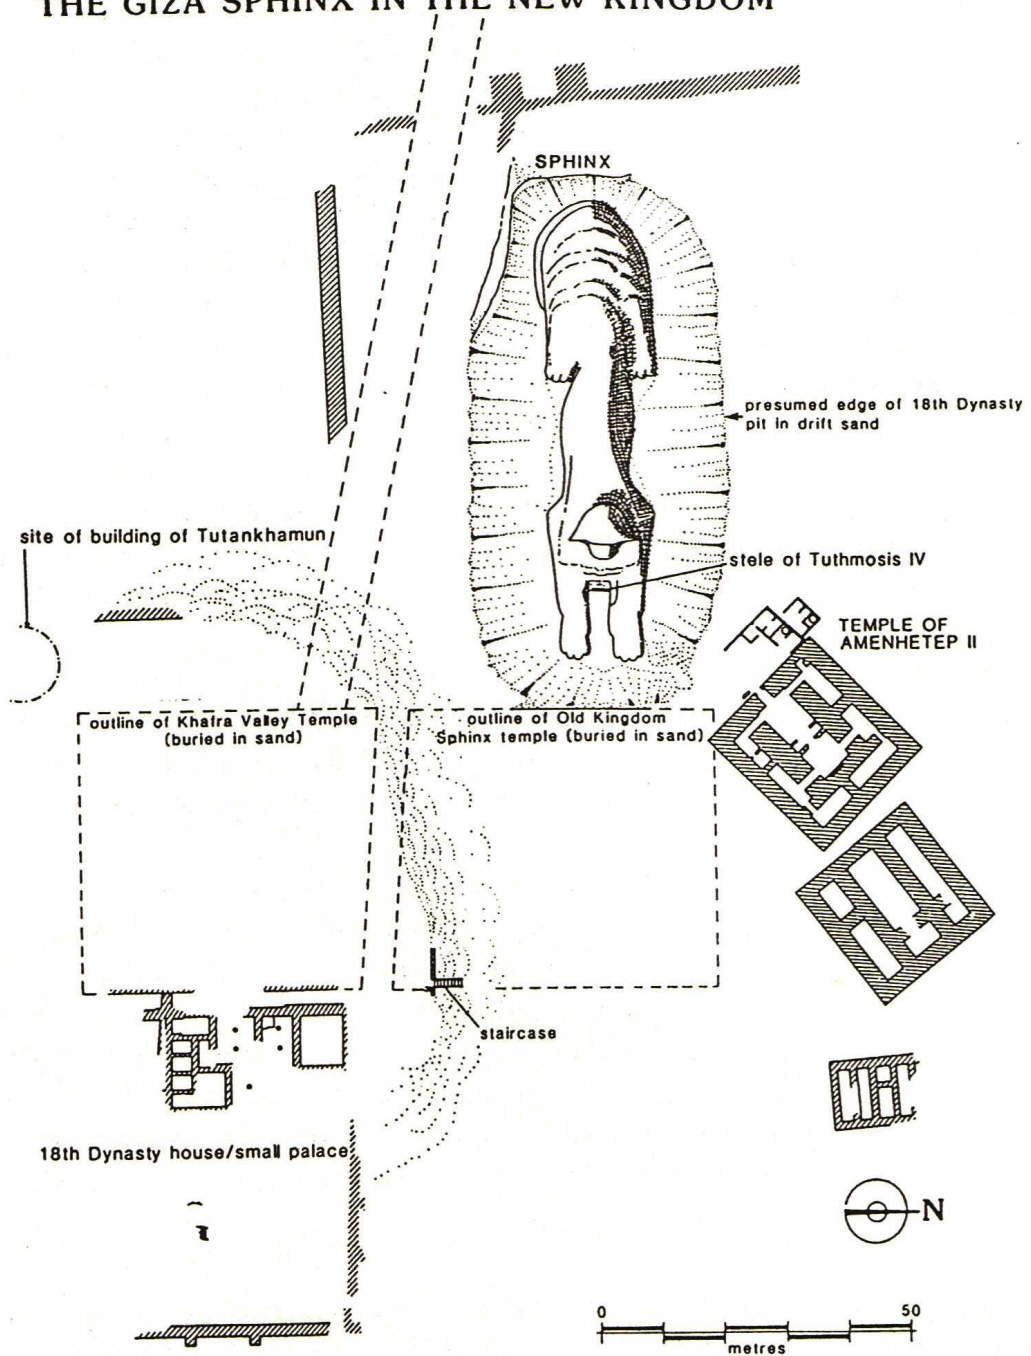 THE GIZA SPHINX IN THE NEW KINGDOM
SPHINX
presumed edge of 18th Dynasty
pit in drift sand
site of building of Tutankhamun
stele of Tuthmosis IV
TEMPLE OF
AMENHETEP II
outline of Khafra Valley Temple
(buried in sand)
outline of Old Kingdom
Sphinx temple (buried in sand)
staircase
18th Dynasty house/small palace
N
0
50
metres